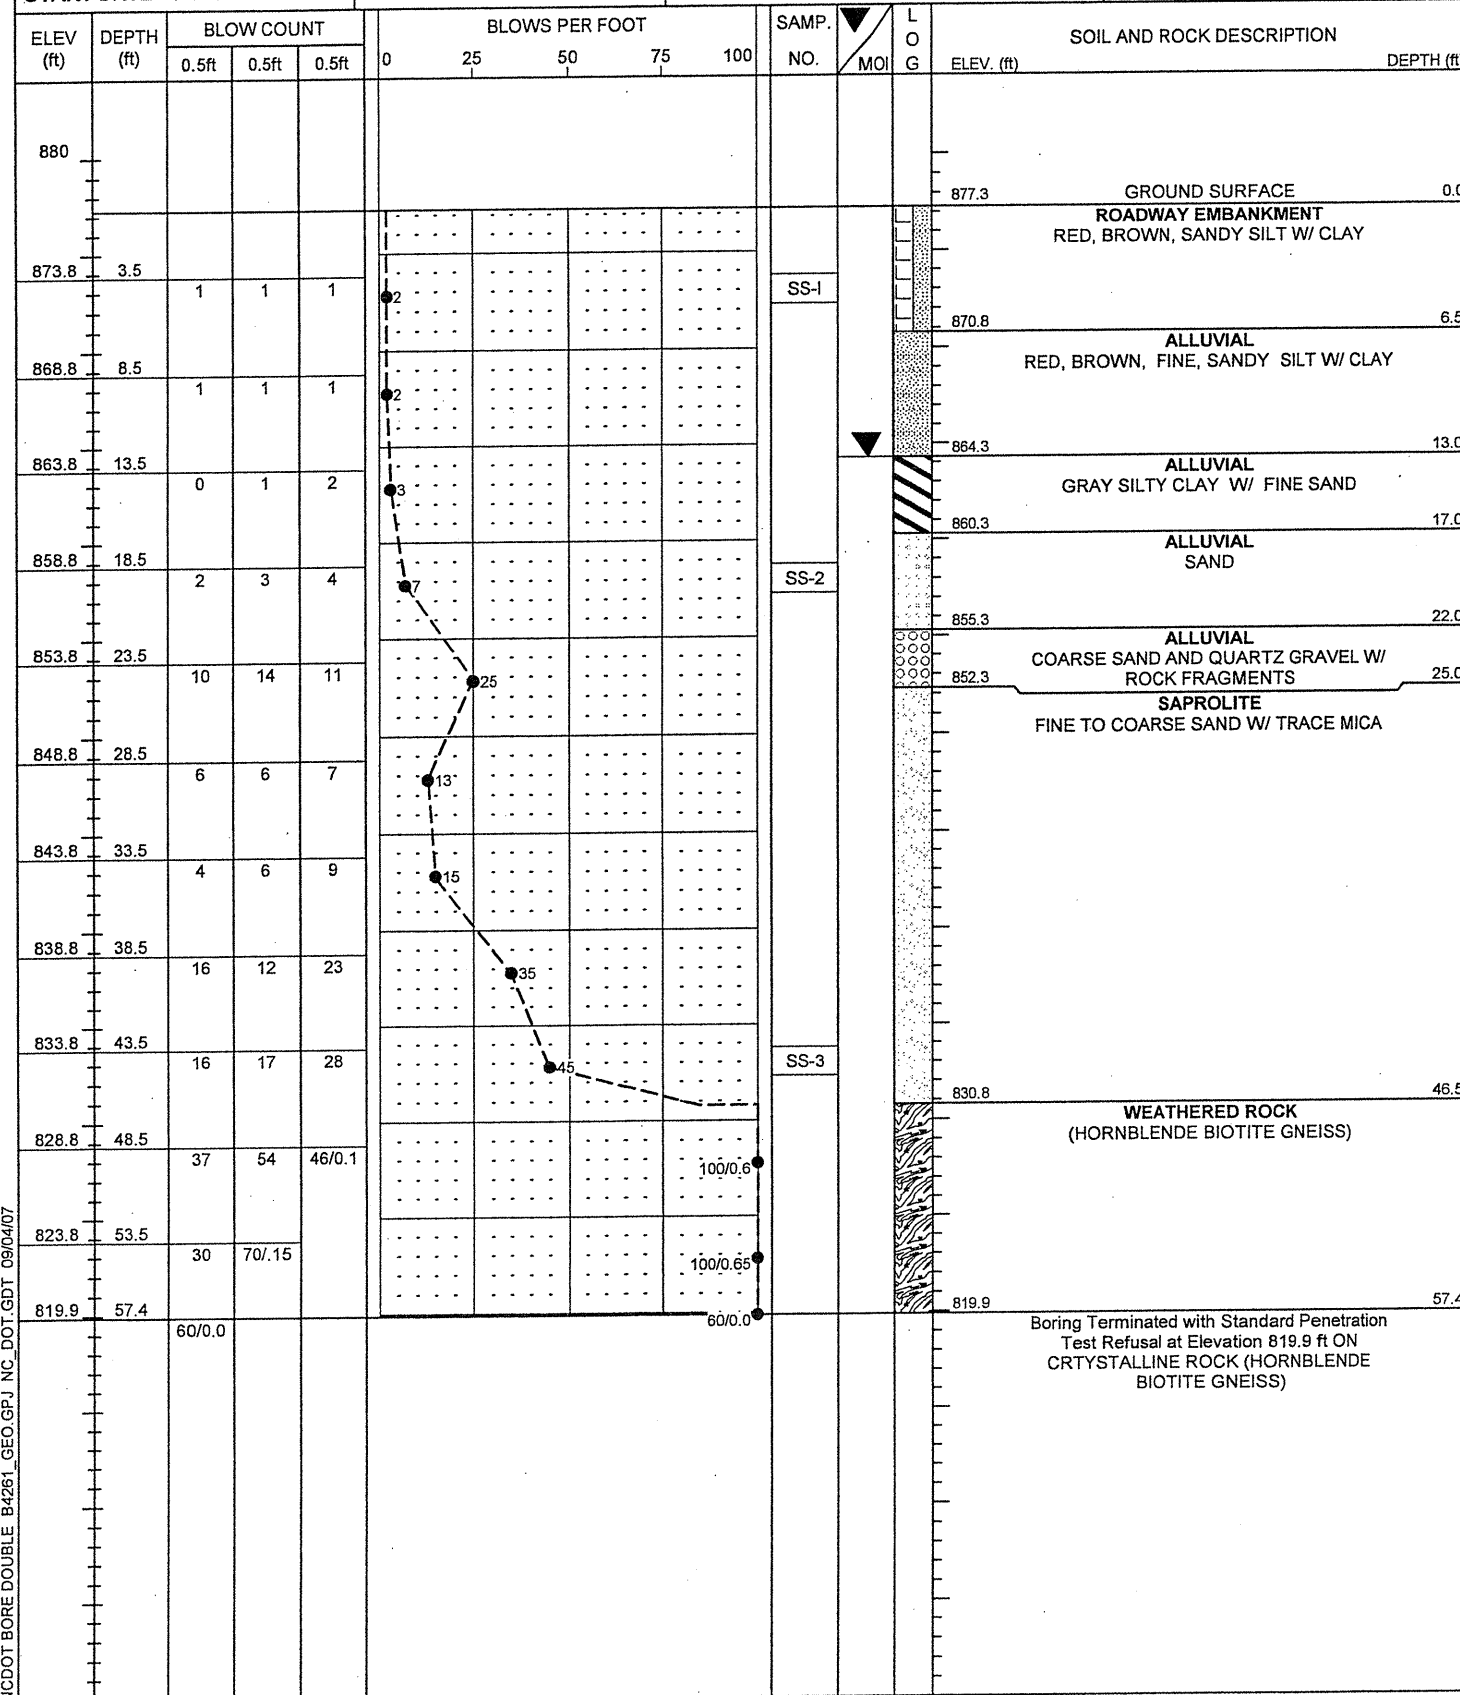 ELEV (ft) DEPTH (ft) BLOW COUNT BLOWS PER FOOT SAMP. NO. MOI LOG SOIL AND ROCK DESCRIPTION
0.5ft 0.5ft 0.5ft 0 25 50 75 100 ELEV. (ft) DEPTH (ft
880
877.3 GROUND SURFACE 0.0
ROADWAY EMBANKMENT
RED, BROWN, SANDY SILT W/ CLAY
873.8 3.5
1 1 1 2 SS-1
870.8 6.5
ALLUVIAL
RED, BROWN, FINE, SANDY SILT W/ CLAY
868.8 8.5
1 1 1 2
864.3 13.0
863.8 13.5
ALLUVIAL
0 1 2 3 GRAY SILTY CLAY W/ FINE SAND
860.3 17.0
ALLUVIAL
SAND
858.8 18.5
2 3 4 7 SS-2
855.3 22.0
ALLUVIAL
853.8 23.5 COARSE SAND AND QUARTZ GRAVEL W/
10 14 11 25 852.3 ROCK FRAGMENTS 25.0
SAPROLITE
FINE TO COARSE SAND W/ TRACE MICA
848.8 28.5
6 6 7 13
843.8 33.5
4 6 9 15
838.8 38.5
16 12 23 35
833.8 43.5
16 17 28 45 SS-3
830.8 46.5
WEATHERED ROCK
(HORNBLENDE BIOTITE GNEISS)
828.8 48.5
37 54 46/0.1 100/0.6
823.8 53.5
30 70/.15 100/0.65
819.9 57.4 819.9 57.4
60/0.0 60/0.0
Boring Terminated with Standard Penetration
Test Refusal at Elevation 819.9 ft ON
CRTYSTALLINE ROCK (HORNBLENDE
BIOTITE GNEISS)
CDOT BORE DOUBLE B4261_GEO.GPJ NC_DOT.GDT 09/04/07